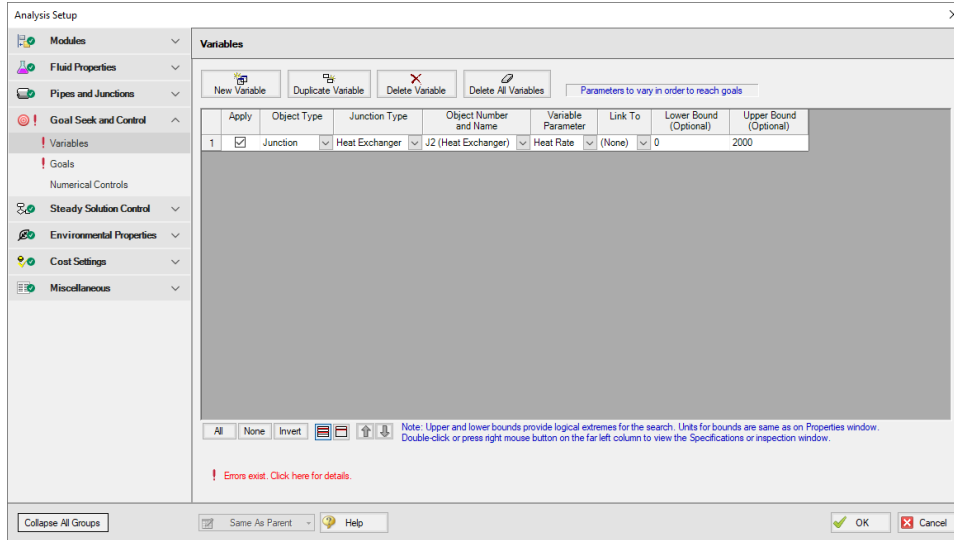 Analysis Setup
Modules
Fluid Properties
Pipes and Junctions
Goal Seek and Control
Variables
Goals
Numerical Controls
Steady Solution Control
Environmental Properties
Cost Settings
Miscellaneous
Variables
New Variable Duplicate Variable Delete Variable Delete All Variables Parameters to vary in order to reach goals
Apply Object Type Junction Type Object Number and Name Variable Parameter Link To Lower Bound (Optional) Upper Bound (Optional)
1 Junction Heat Exchanger J2 (Heat Exchanger) Heat Rate (None) 0 2000
All None Invert
Note: Upper and lower bounds provide logical extremes for the search. Units for bounds are same as on Properties window.
Double-click or press right mouse button on the far left column to view the Specifications or inspection window.
! Errors exist. Click here for details.
Collapse All Groups Same As Parent Help OK Cancel